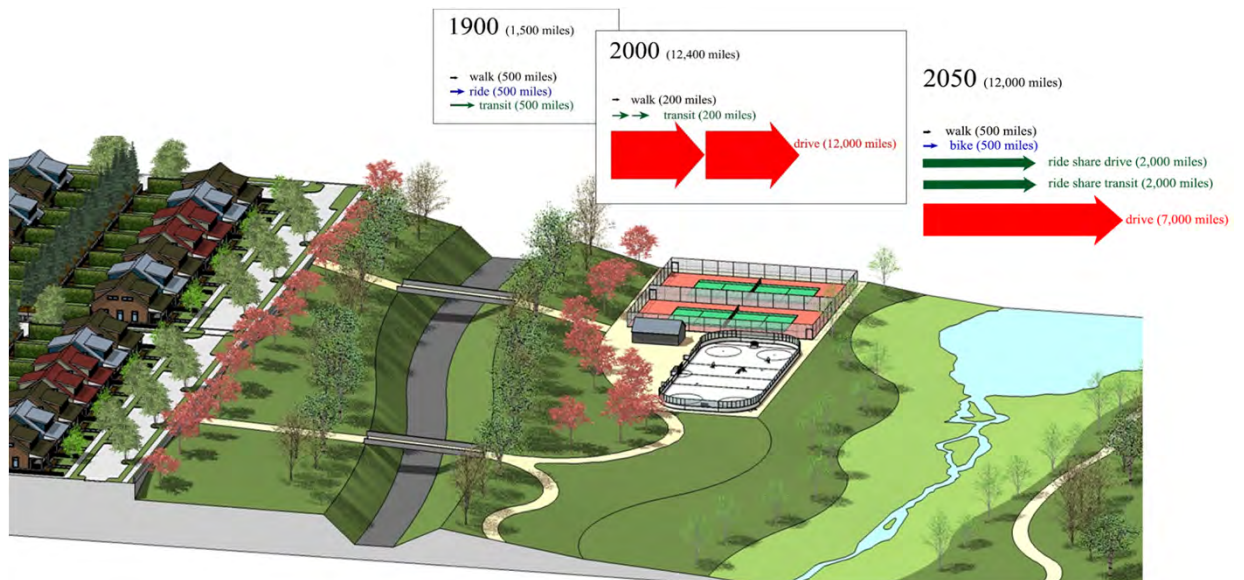 1900 (1,500 miles)
walk (500 miles)
ride (500 miles)
transit (500 miles)
2000 (12,400 miles)
walk (200 miles)
transit (200 miles)
drive (12,000 miles)
2050 (12,000 miles)
walk (500 miles)
bike (500 miles)
ride share drive (2,000 miles)
ride share transit (2,000 miles)
drive (7,000 miles)